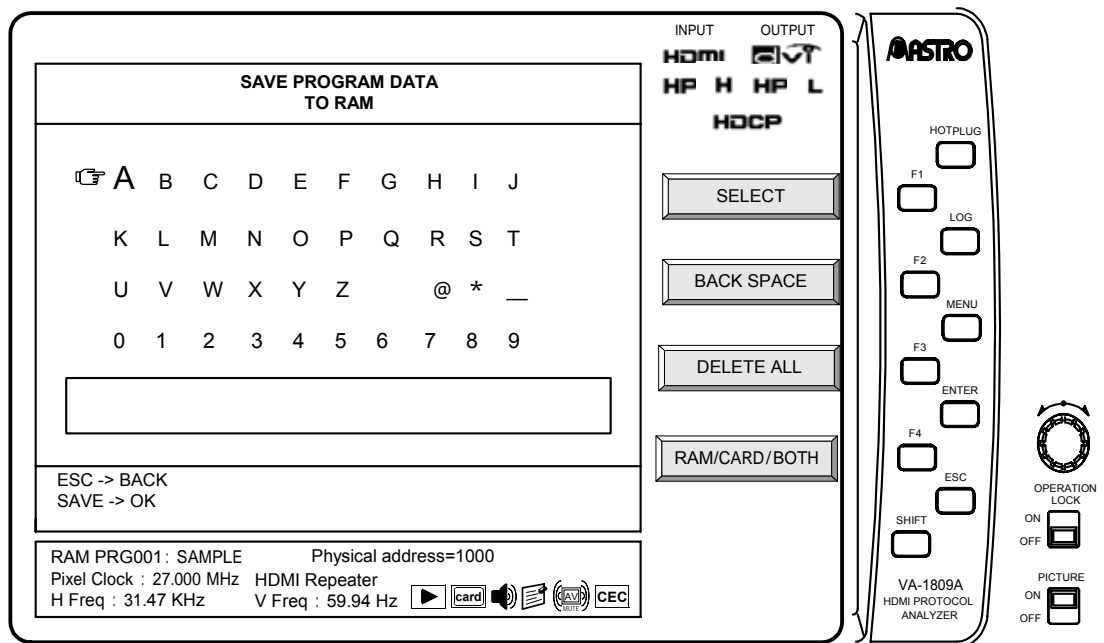 SAVE PROGRAM DATA
TO RAM
A B C D E F G H I J
K L M N O P Q R S T
U V W X Y Z @ * _
0 1 2 3 4 5 6 7 8 9
ESC -> BACK
SAVE -> OK
RAM PRG001 : SAMPLE Physical address=1000
Pixel Clock : 27.000 MHz HDMI Repeater
H Freq : 31.47 KHz V Freq : 59.94 Hz card AV MUTE CEC
INPUT OUTPUT
HDMI DVI
HP H HP L
HDCP
SELECT
BACK SPACE
DELETE ALL
RAM/CARD/BOTH
ASTRO
HOTPLUG
F1
LOG
F2
MENU
F3
ENTER
F4
ESC
SHIFT
VA-1809A
HDMI PROTOCOL
ANALYZER
OPERATION
LOCK
ON
OFF
PICTURE
ON
OFF